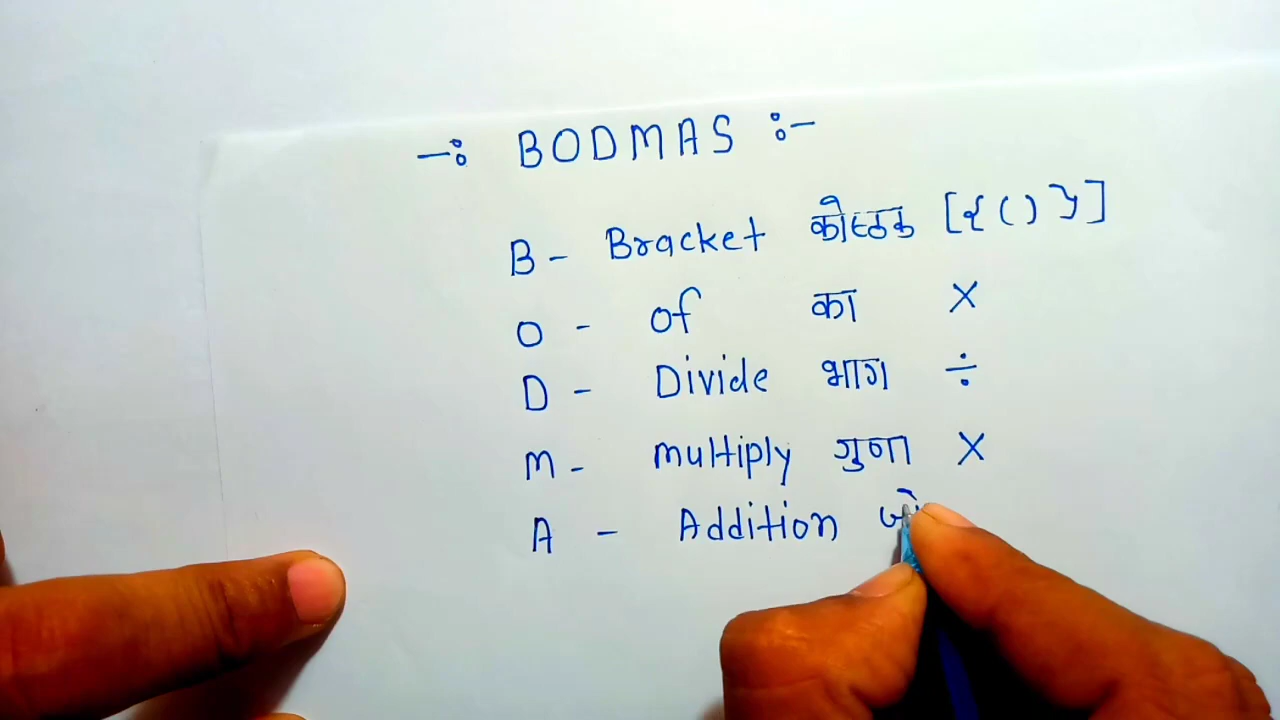 -: BODMAS :-
B - Bracket कोष्ठक [{()}]
O - of का ×
D - Divide भाग ÷
M - multiply गुणा ×
A - Addition